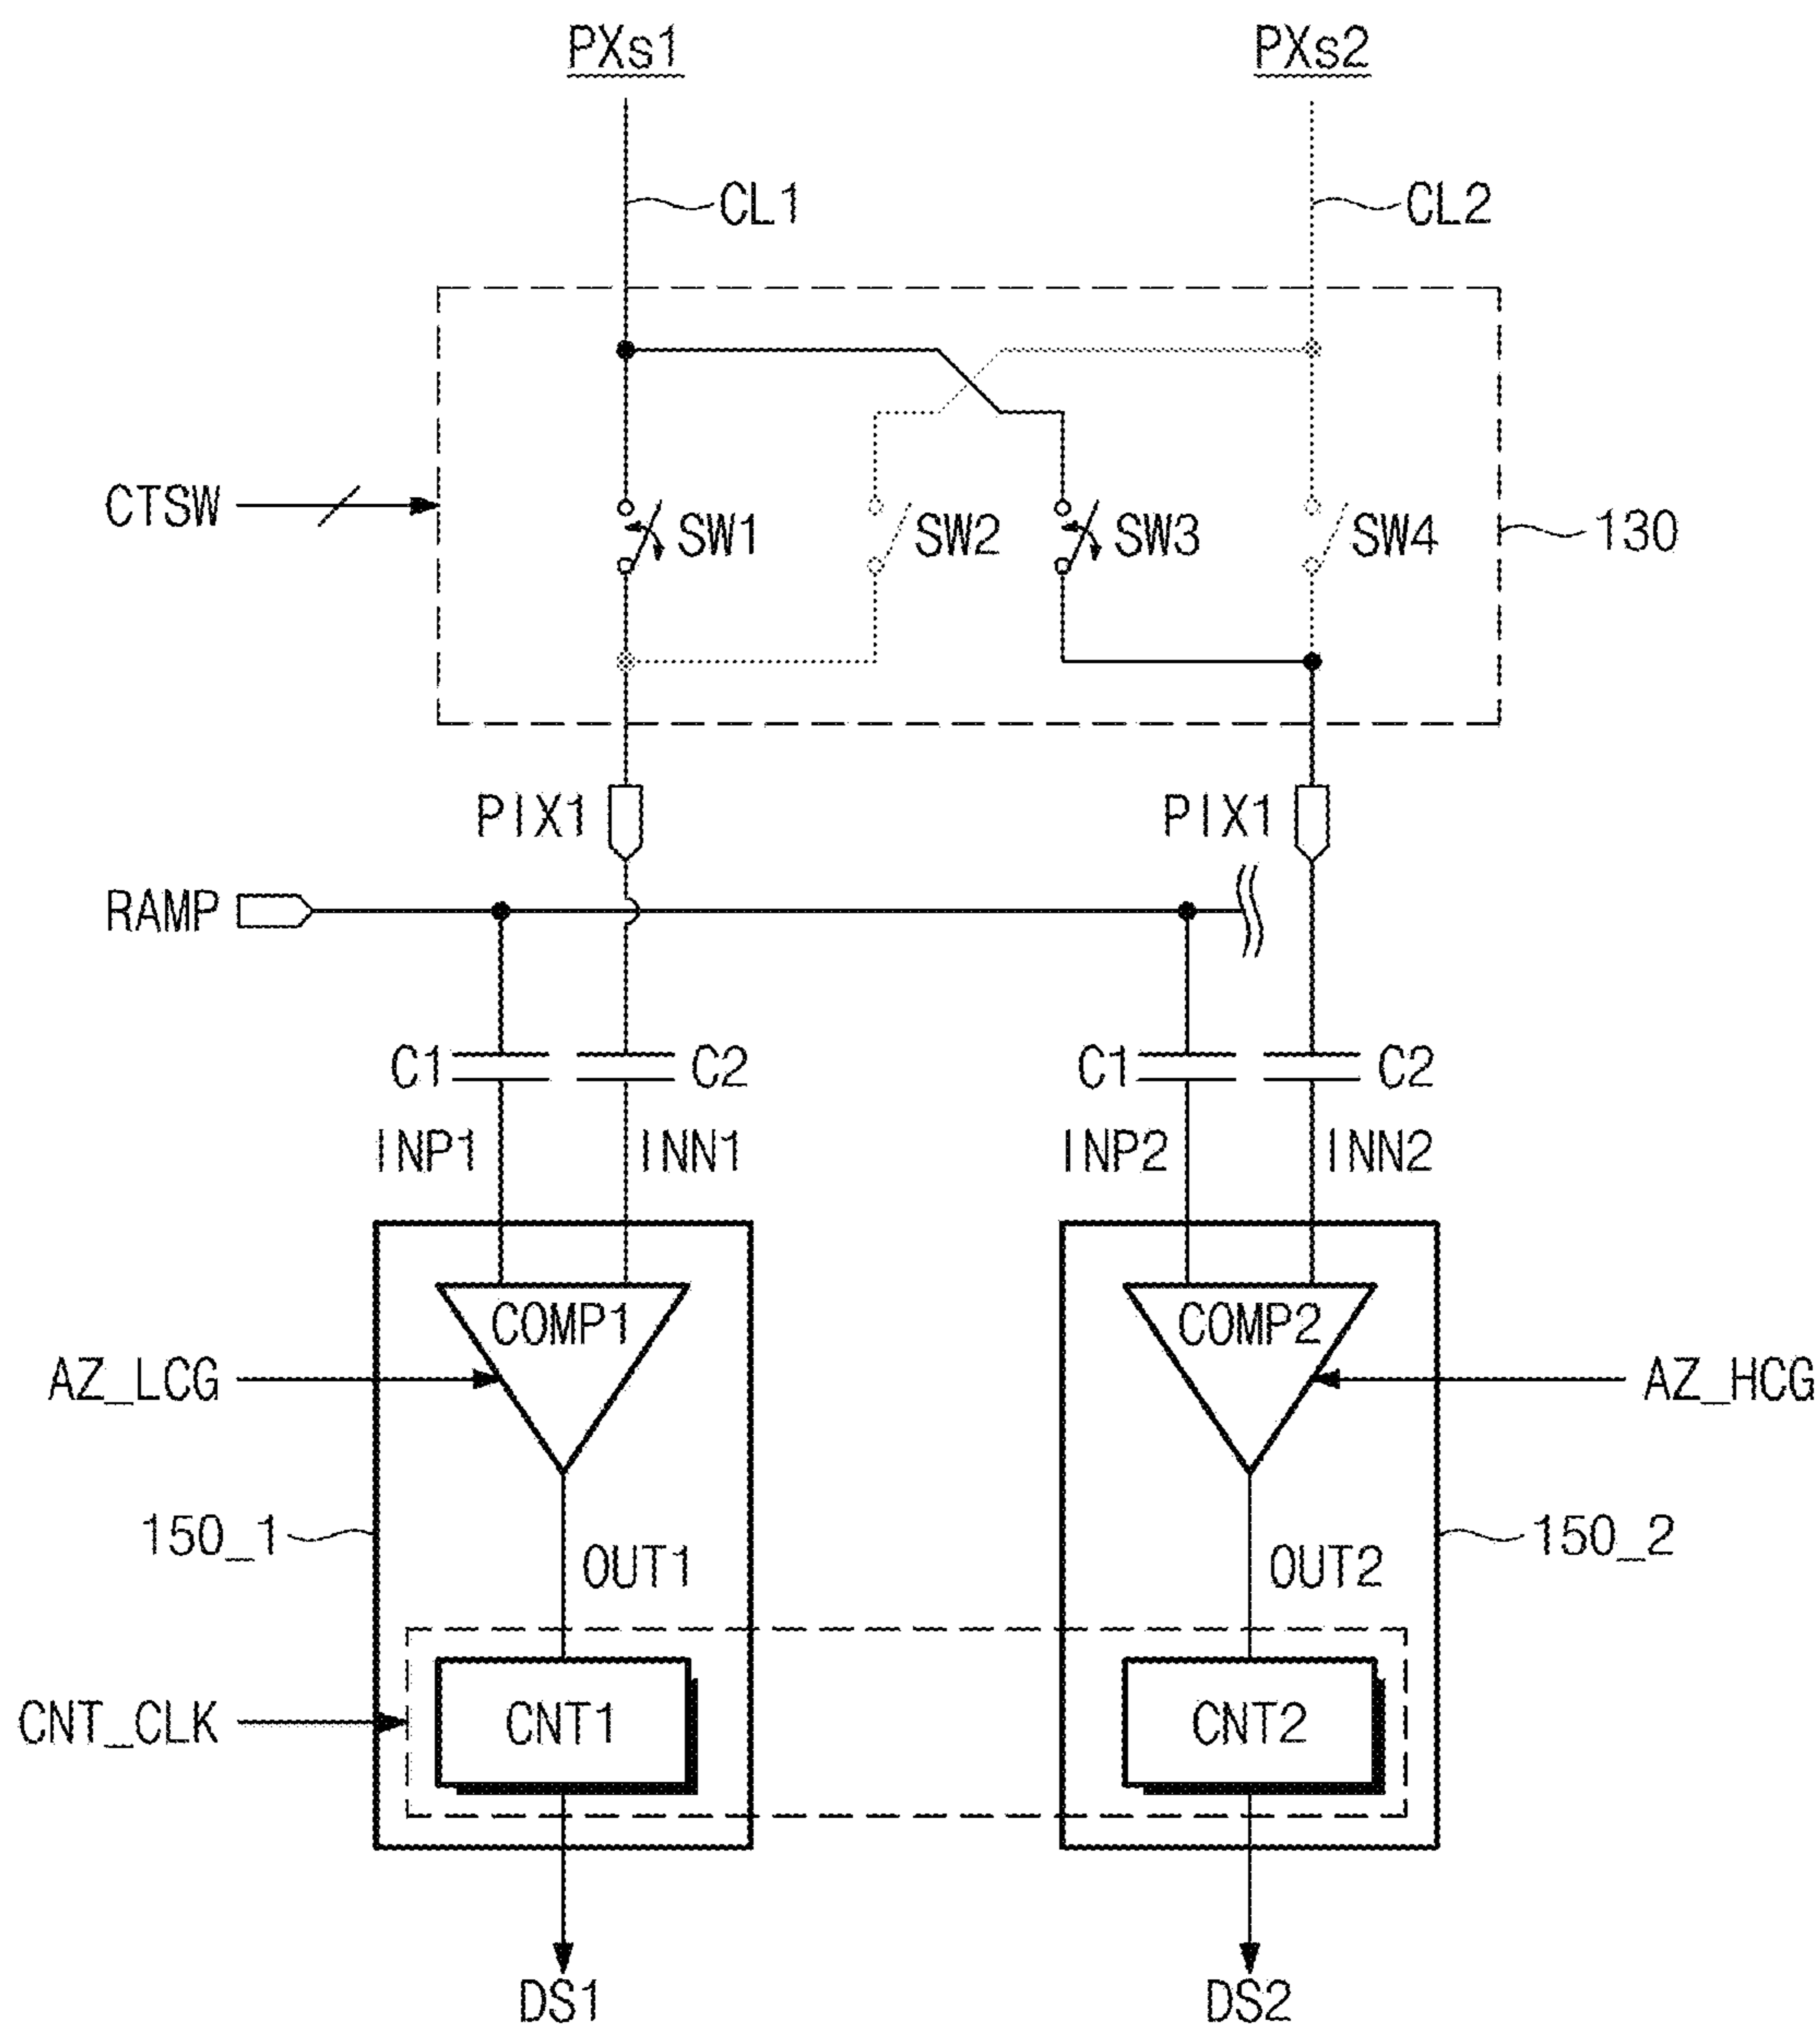 PXs1 PXs2
CL1 CL2
CTSW SW1 SW2 SW3 SW4 130
PIX1 PIX1
RAMP
C1 C2 C1 C2
INP1 INN1 INP2 INN2
COMP1 COMP2
AZ_LCG AZ_HCG
150_1 OUT1 OUT2 150_2
CNT_CLK CNT1 CNT2
DS1 DS2